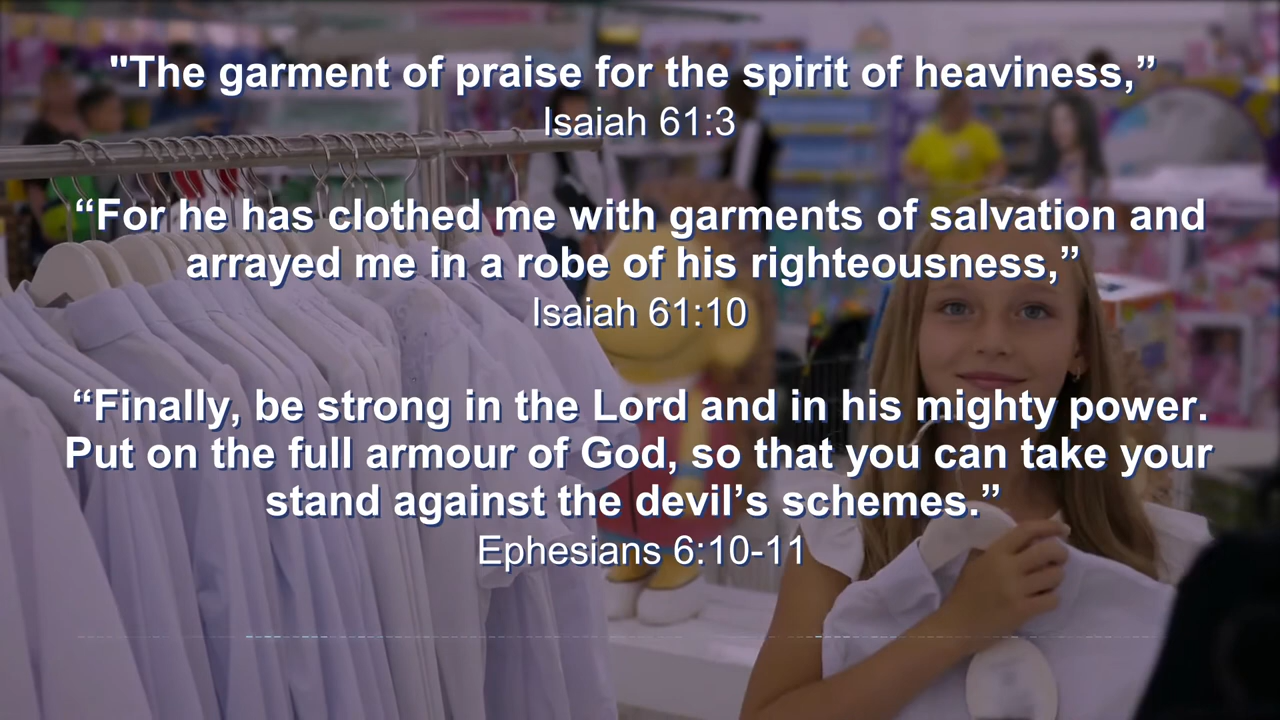 "The garment of praise for the spirit of heaviness,”
Isaiah 61:3
“For he has clothed me with garments of salvation and
arrayed me in a robe of his righteousness,”
Isaiah 61:10
“Finally, be strong in the Lord and in his mighty power.
Put on the full armour of God, so that you can take your
stand against the devil’s schemes.”
Ephesians 6:10-11